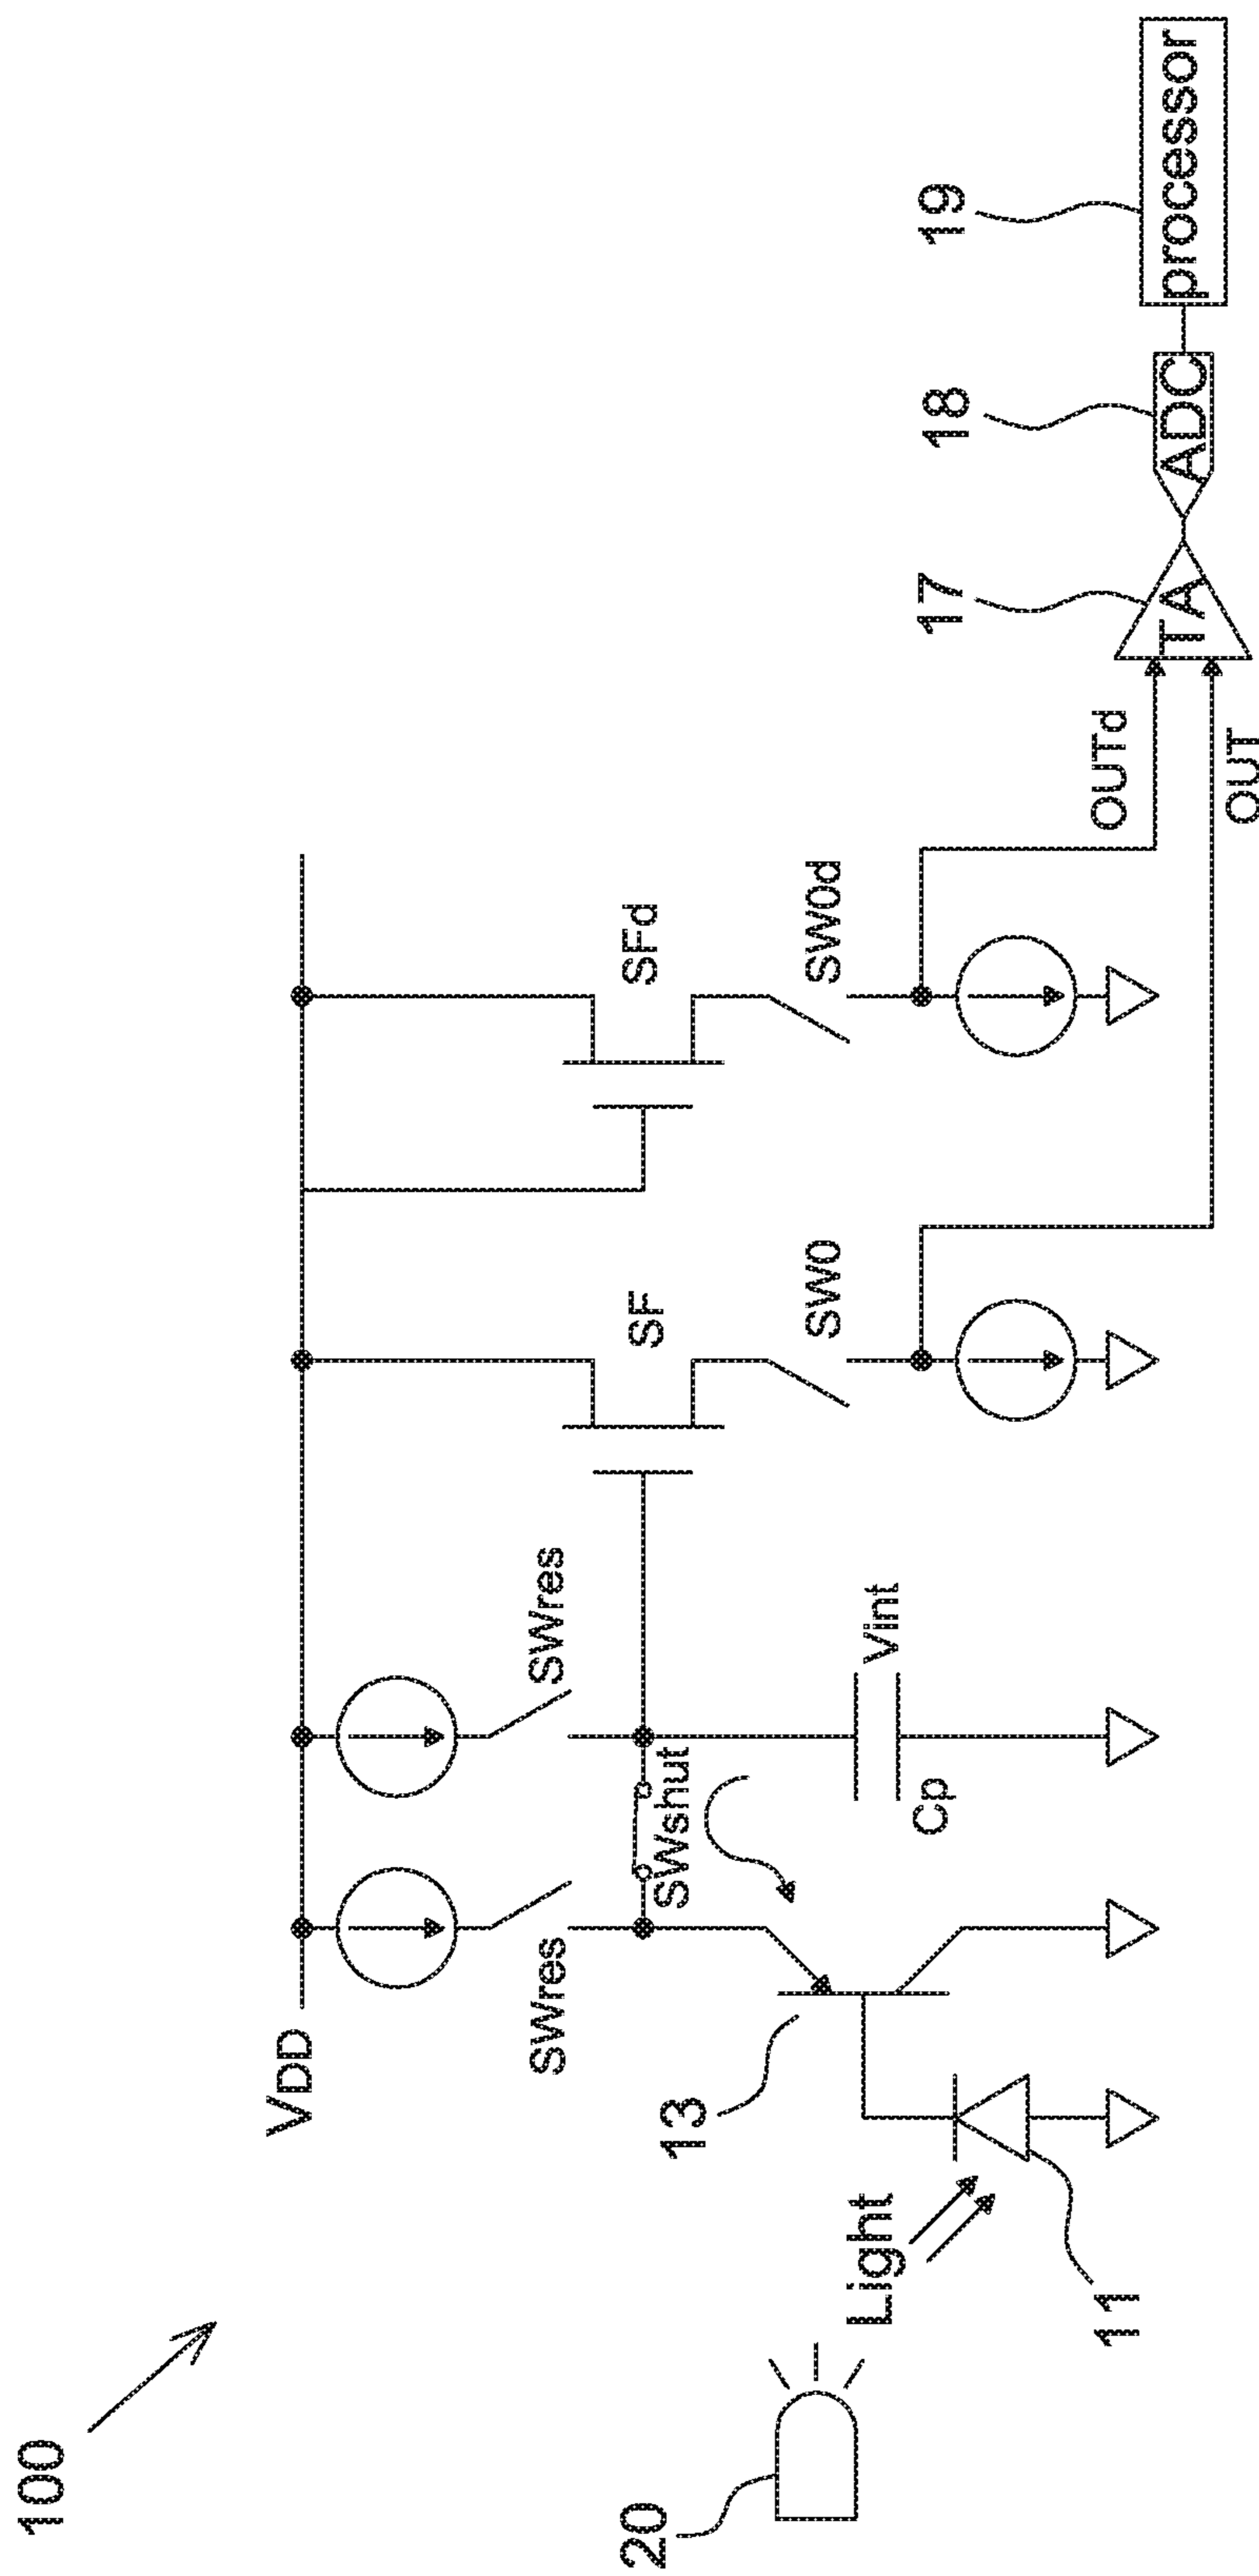 100
VDD
SWres
SWres
SF
SFd
SWshut
SW0
SW0d
13
20
Light
Vint
Cp
11
OUTd
OUT
17
18
19
TA
ADC
processor